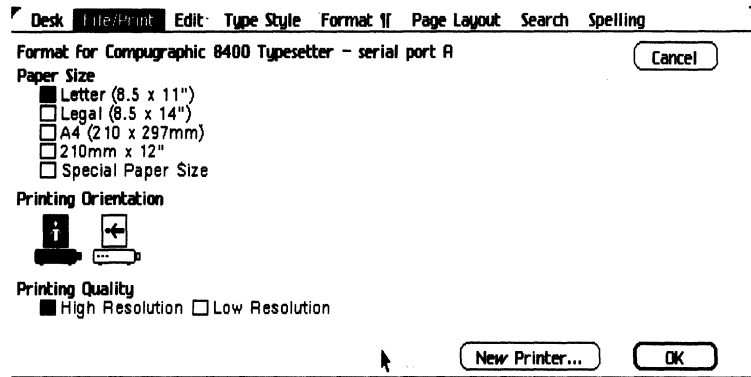 Desk File/Print Edit Type Style Format ¶ Page Layout Search Spelling
Format for Compugraphic 8400 Typesetter – serial port A
Cancel
Paper Size
Letter (8.5 x 11")
Legal (8.5 x 14")
A4 (210 x 297mm)
210mm x 12"
Special Paper Size
Printing Orientation
Printing Quality
High Resolution Low Resolution
New Printer... OK